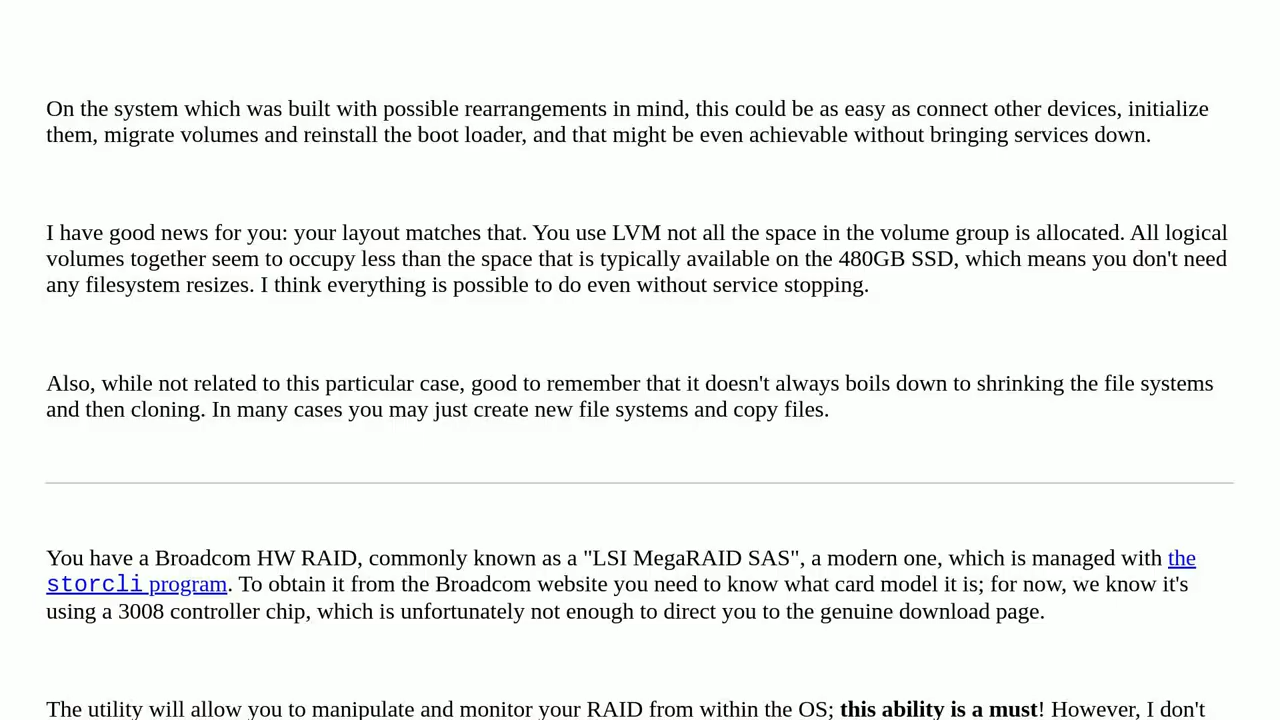 On the system which was built with possible rearrangements in mind, this could be as easy as connect other devices, initialize
them, migrate volumes and reinstall the boot loader, and that might be even achievable without bringing services down.
I have good news for you: your layout matches that. You use LVM not all the space in the volume group is allocated. All logical
volumes together seem to occupy less than the space that is typically available on the 480GB SSD, which means you don't need
any filesystem resizes. I think everything is possible to do even without service stopping.
Also, while not related to this particular case, good to remember that it doesn't always boils down to shrinking the file systems
and then cloning. In many cases you may just create new file systems and copy files.
You have a Broadcom HW RAID, commonly known as a "LSI MegaRAID SAS", a modern one, which is managed with the
storcli program. To obtain it from the Broadcom website you need to know what card model it is; for now, we know it's
using a 3008 controller chip, which is unfortunately not enough to direct you to the genuine download page.
The utility will allow you to manipulate and monitor your RAID from within the OS; this ability is a must! However, I don't